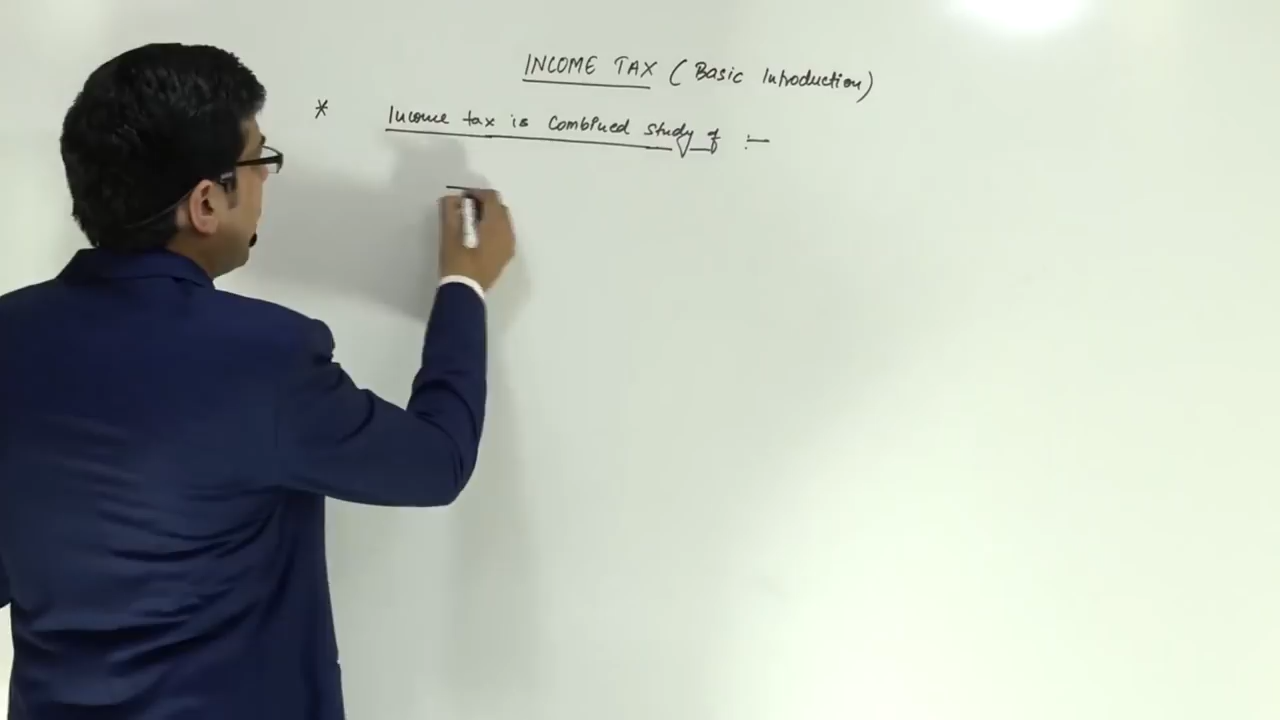 INCOME TAX (Basic Introduction)
* Income tax is Combined study of :-